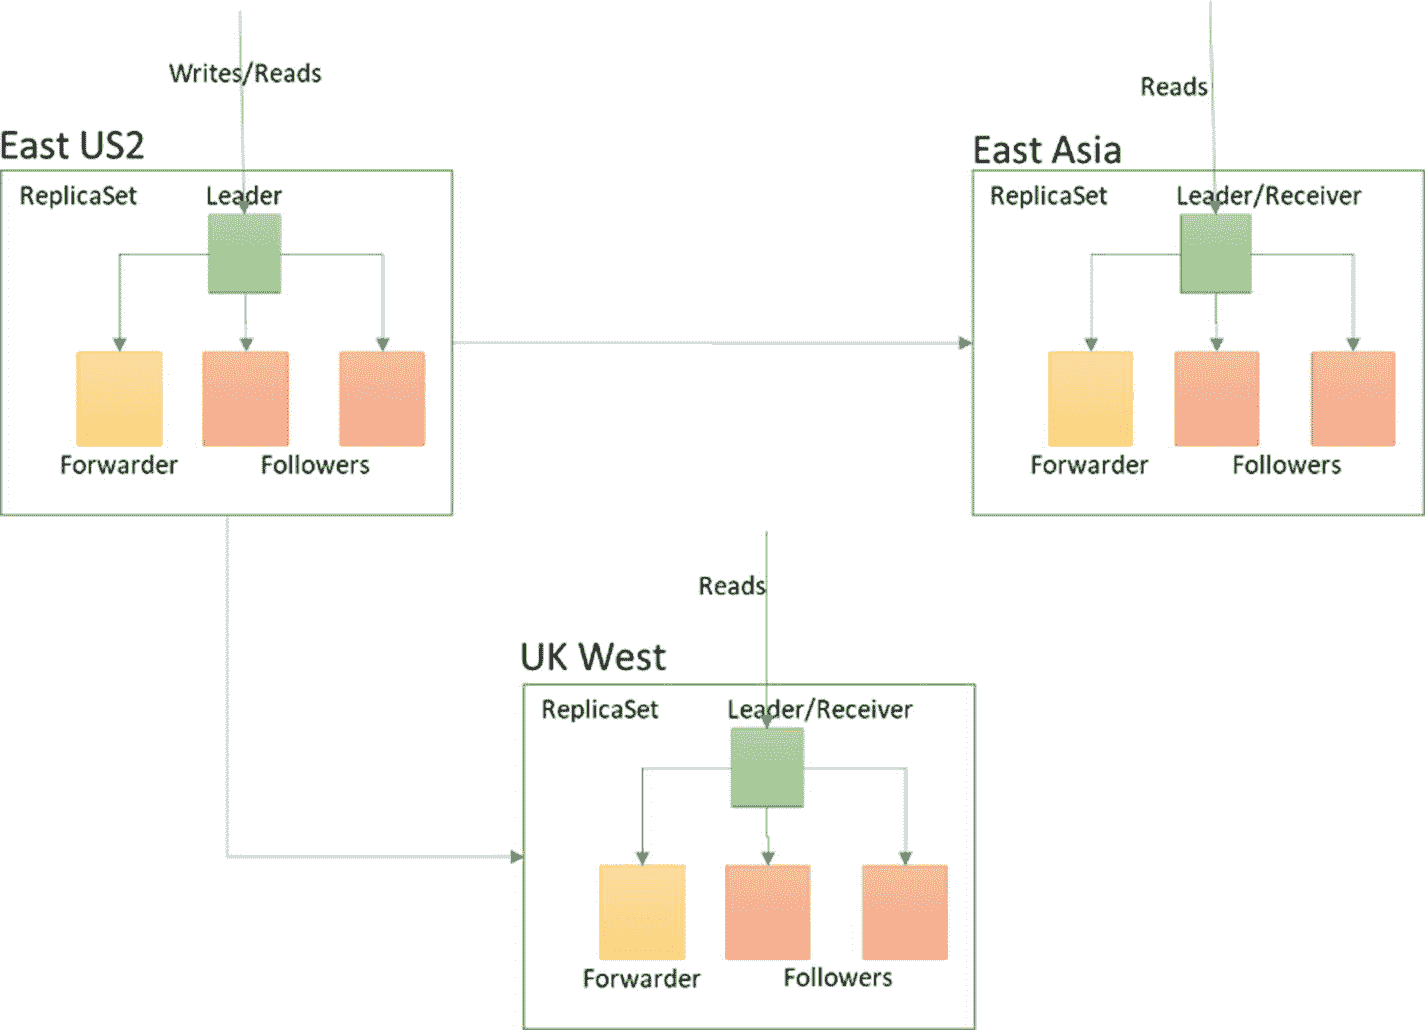 Writes/Reads
East US2
ReplicaSet
Leader
Forwarder
Followers
Reads
East Asia
ReplicaSet
Leader/Receiver
Forwarder
Followers
Reads
UK West
ReplicaSet
Leader/Receiver
Forwarder
Followers